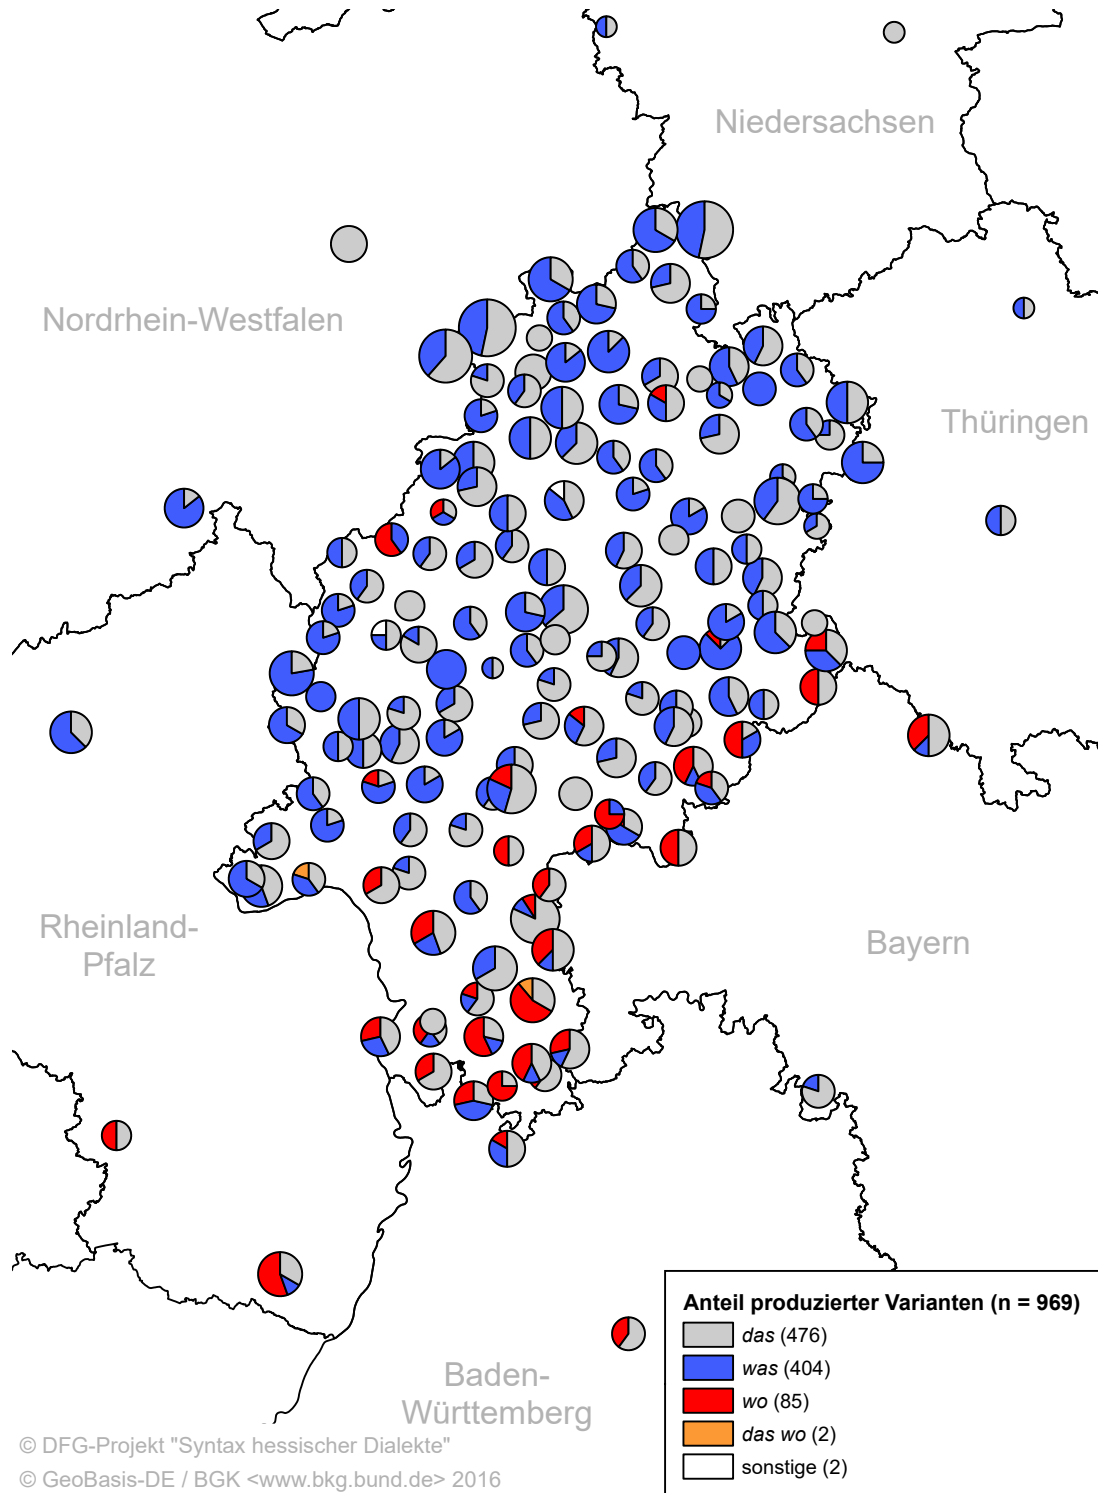 Niedersachsen
Nordrhein-Westfalen
Thüringen
Rheinland-
Pfalz
Bayern
Baden-
Württemberg
Anteil produzierter Varianten (n = 969)
das (476)
was (404)
wo (85)
das wo (2)
sonstige (2)
© DFG-Projekt "Syntax hessischer Dialekte"
© GeoBasis-DE / BGK <www.bkg.bund.de> 2016